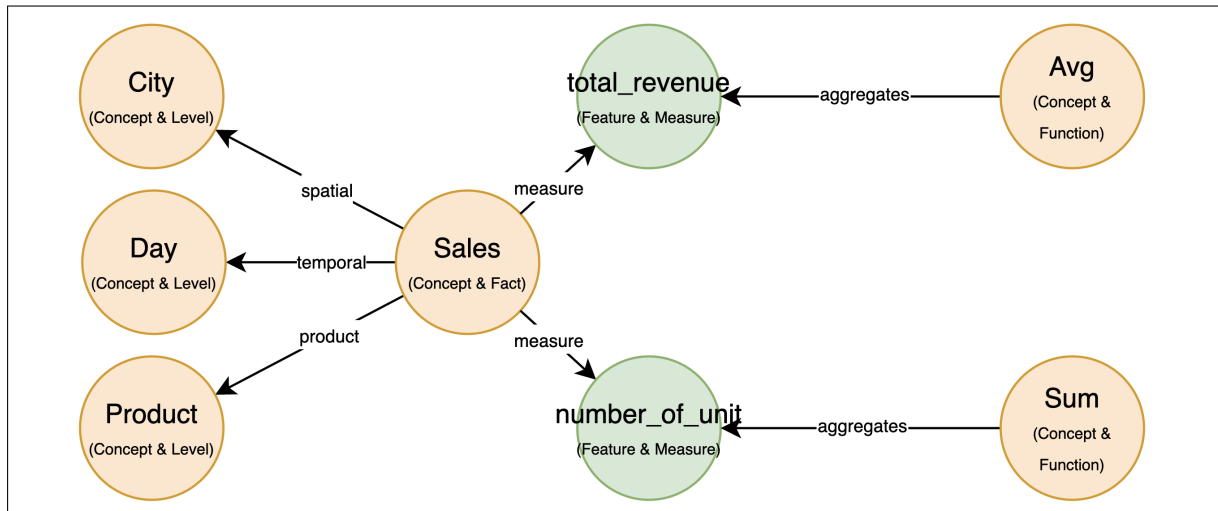 City
(Concept & Level)
total_revenue
(Feature & Measure)
aggregates
Avg
(Concept &
Function)
spatial
measure
Day
(Concept & Level)
temporal
Sales
(Concept & Fact)
product
measure
Product
(Concept & Level)
number_of_unit
(Feature & Measure)
aggregates
Sum
(Concept &
Function)